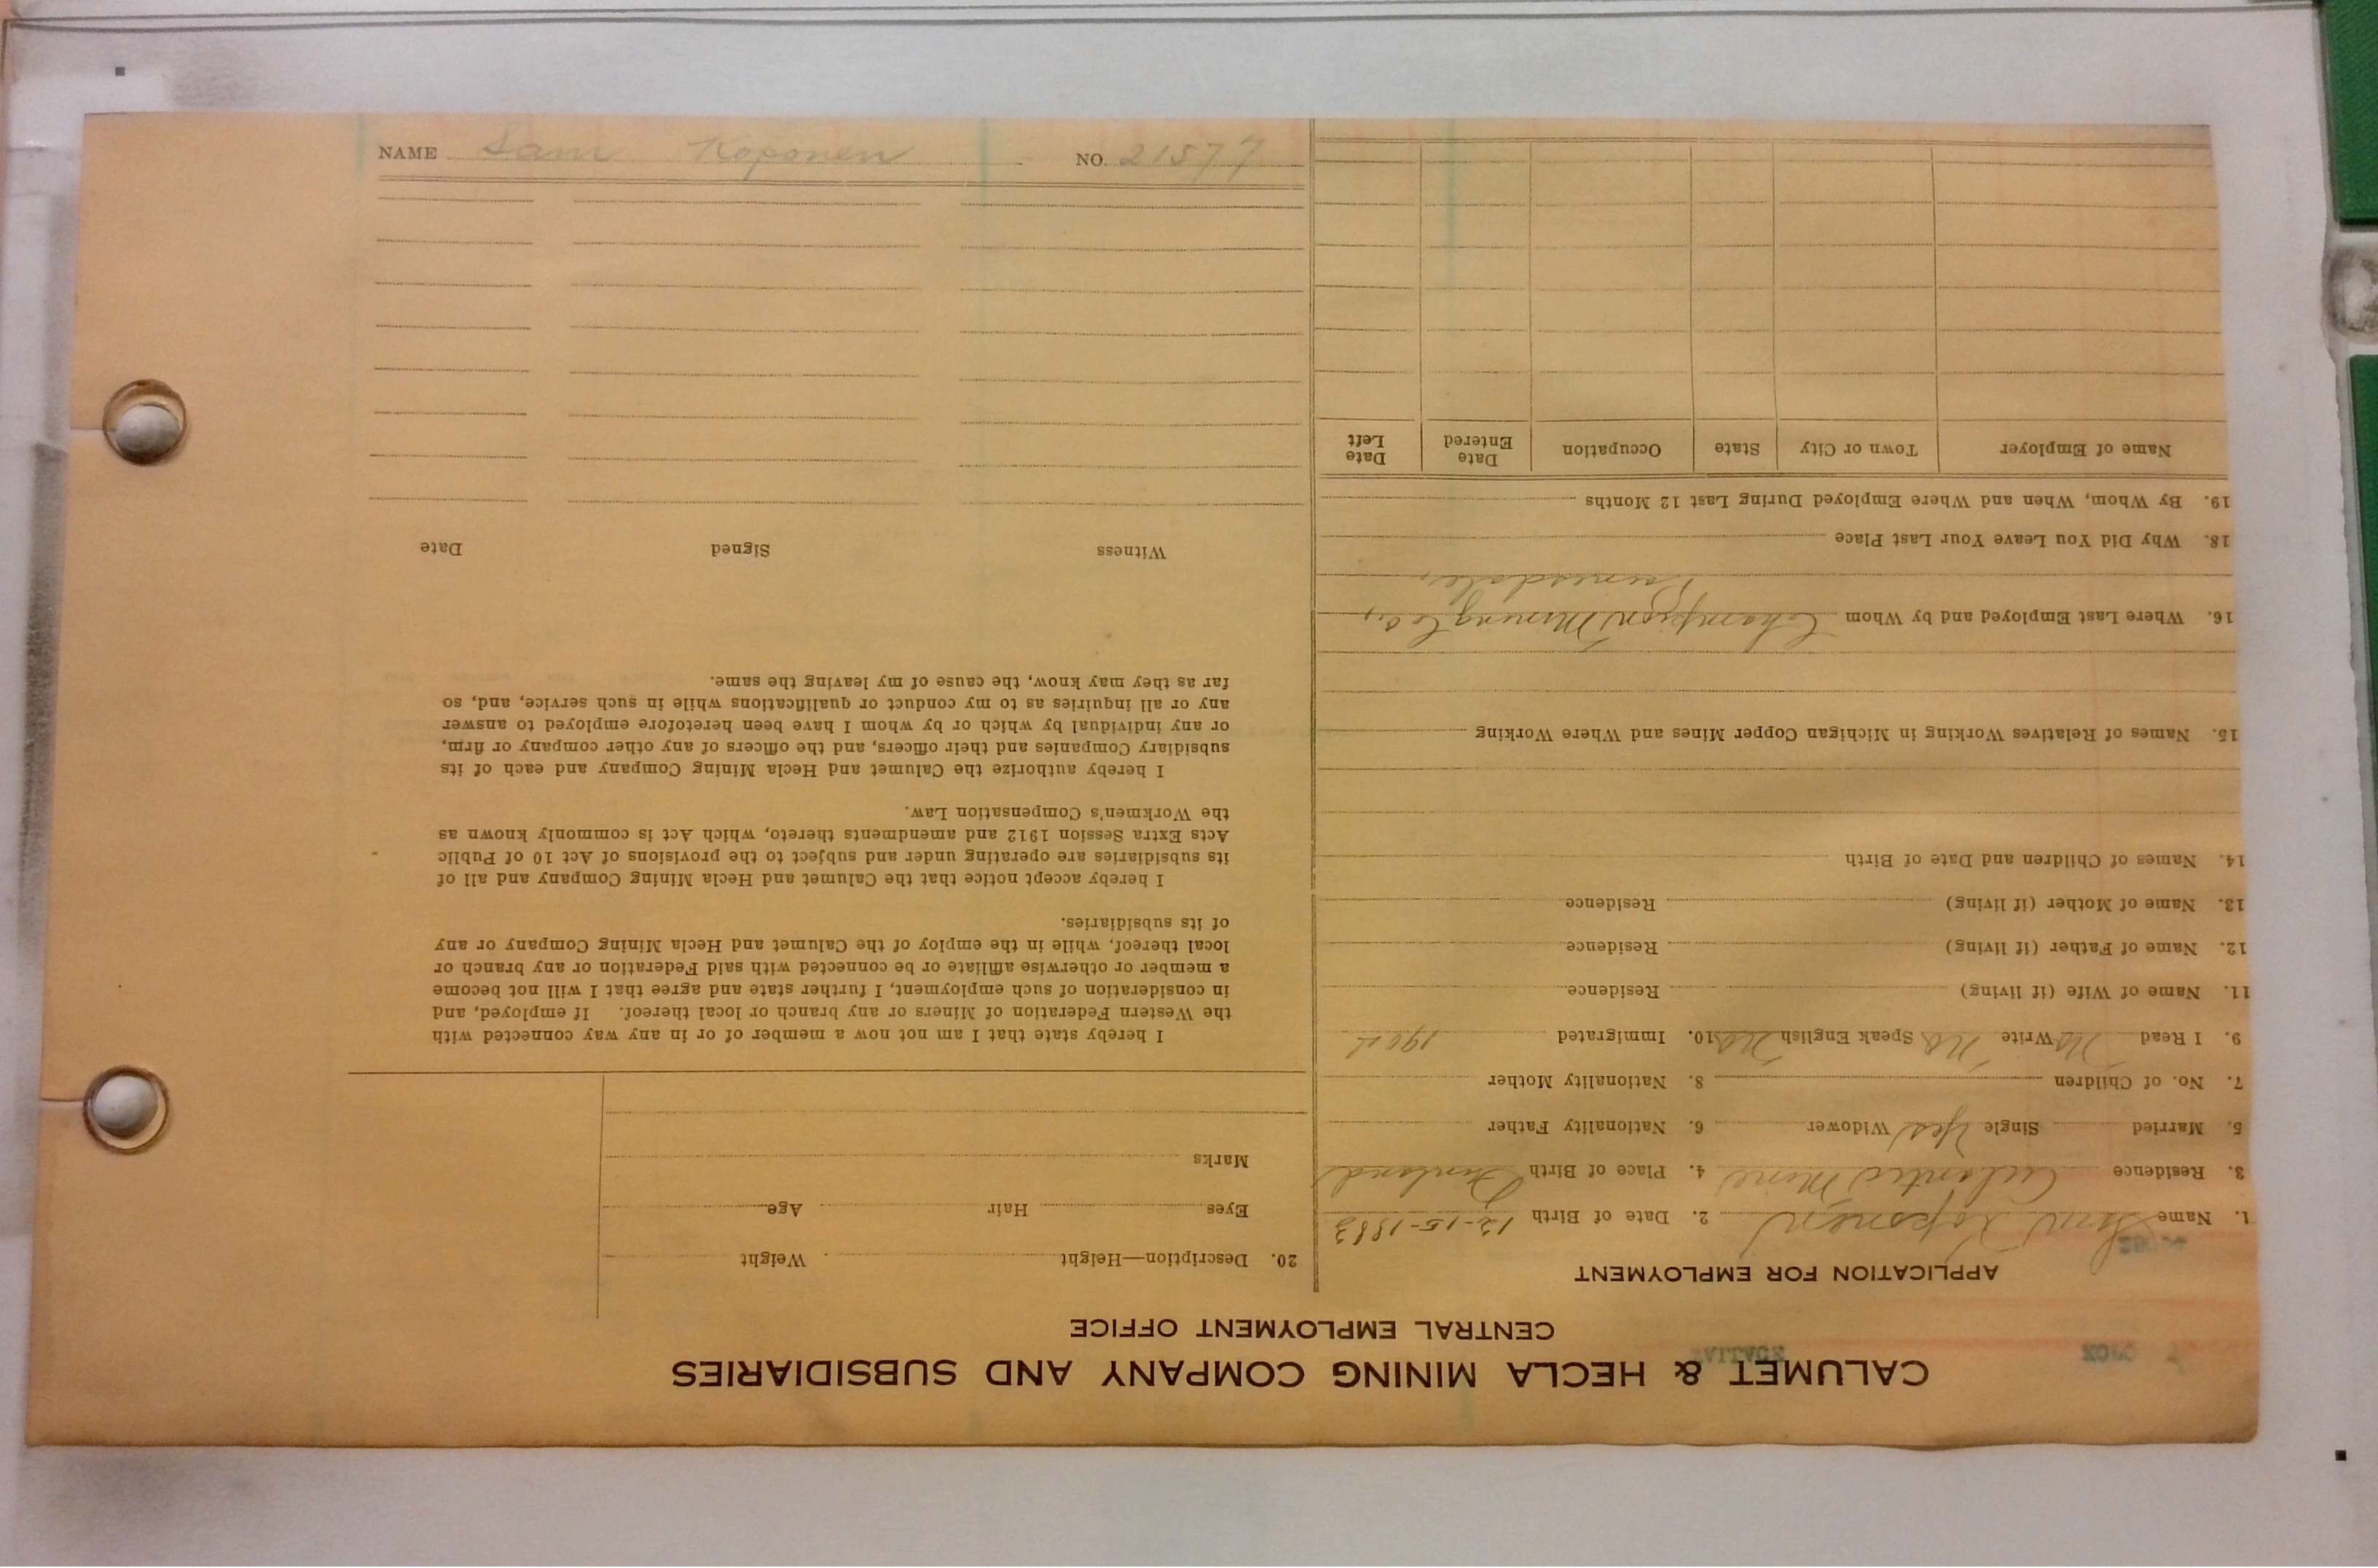 CALUMET & HECLA MINING COMPANY AND SUBSIDIARIES
CENTRAL EMPLOYMENT OFFICE
APPLICATION FOR EMPLOYMENT
1. Name Sam Koponen 2. Date of Birth 12-15-1883
3. Residence Atlantic Mine 4. Place of Birth Finland
5. Married Single Yes Widower 6. Nationality Father
7. No. of Children 8. Nationality Mother
9. I Read No Write No Speak English No 10. Immigrated
11. Name of Wife (if living) Residence
12. Name of Father (if living) Residence
13. Name of Mother (if living) Residence
14. Names of Children and Date of Birth
15. Names of Relatives Working in Michigan Copper Mines and Where Working
16. Where Last Employed and by Whom Champion Mining Co.,
Painesdale,
18. Why Did You Leave Your Last Place
19. By Whom, When and Where Employed During Last 12 Months
Name of Employer Town or City State Occupation Date Entered Date Left
20. Description—Height Weight
Eyes Hair Age
Marks
I hereby state that I am not now a member of or in any way connected with
the Western Federation of Miners or any branch or local thereof. If employed, and
in consideration of such employment, I further state and agree that I will not become
a member or otherwise affiliate or be connected with said Federation or any branch or
local thereof, while in the employ of the Calumet and Hecla Mining Company or any
of its subsidiaries.
I hereby accept notice that the Calumet and Hecla Mining Company and all of
its subsidiaries are operating under and subject to the provisions of Act 10 of Public
Acts Extra Session 1912 and amendments thereto, which Act is commonly known as
the Workmen's Compensation Law.
I hereby authorize the Calumet and Hecla Mining Company and each of its
subsidiary Companies and their officers, and the officers of any other company or firm,
or any individual by which or by whom I have been heretofore employed to answer
any or all inquiries as to my conduct or qualifications while in such service, and, so
far as they may know, the cause of my leaving the same.
Witness Signed Date
NAME Sam Koponen NO. 21577